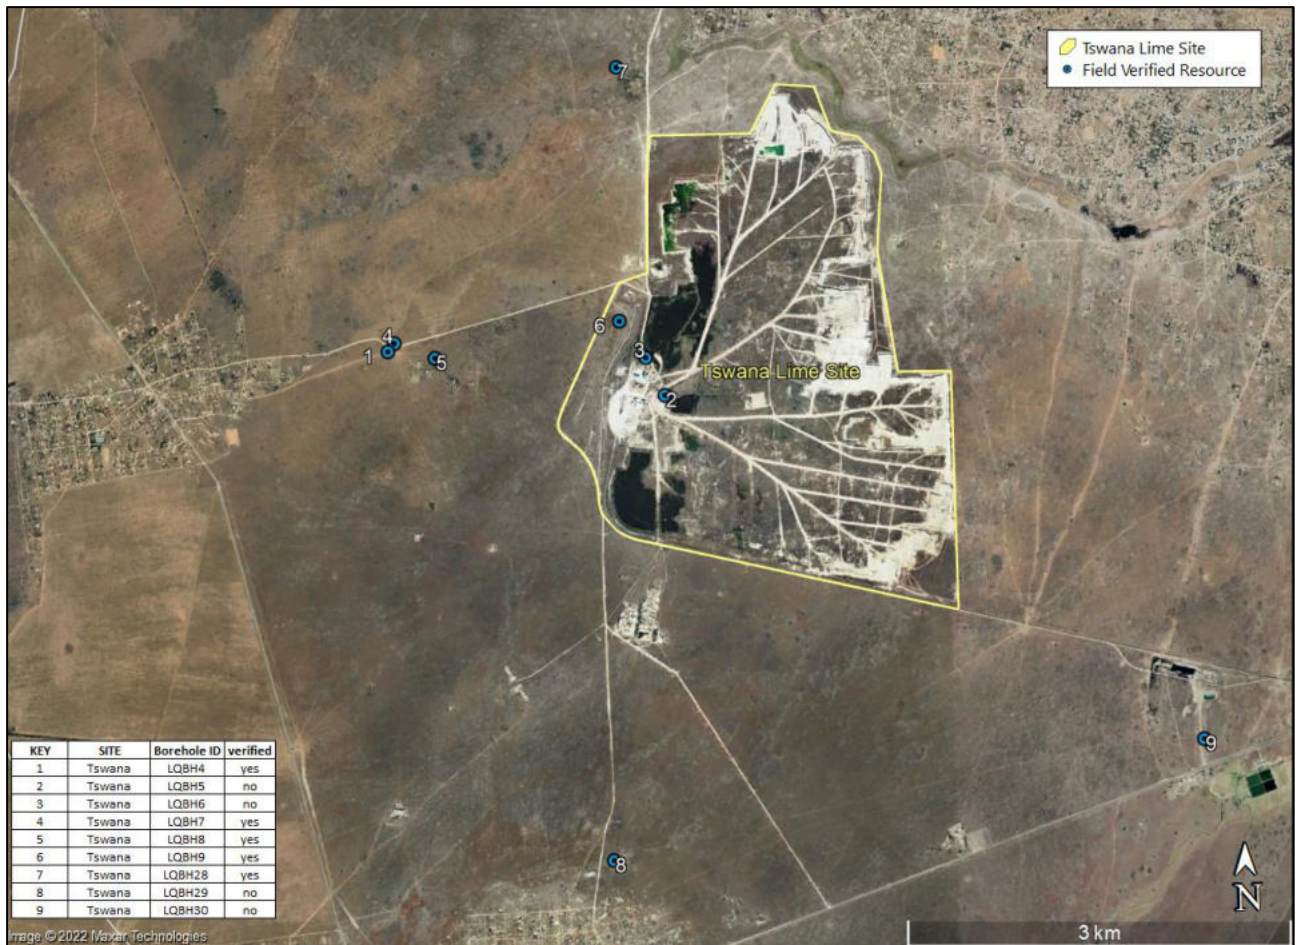 Tswana Lime Site
Field Verified Resource
7
6
4
1
5
3
Tswana Lime Site
2
9
8
KEY SITE Borehole ID verified
1 Tswana LQBH4 yes
2 Tswana LQBH5 no
3 Tswana LQBH6 no
4 Tswana LQBH7 yes
5 Tswana LQBH8 yes
6 Tswana LQBH9 yes
7 Tswana LQBH28 yes
8 Tswana LQBH29 no
9 Tswana LQBH30 no
N
3 km
Image © 2022 Maxar Technologies